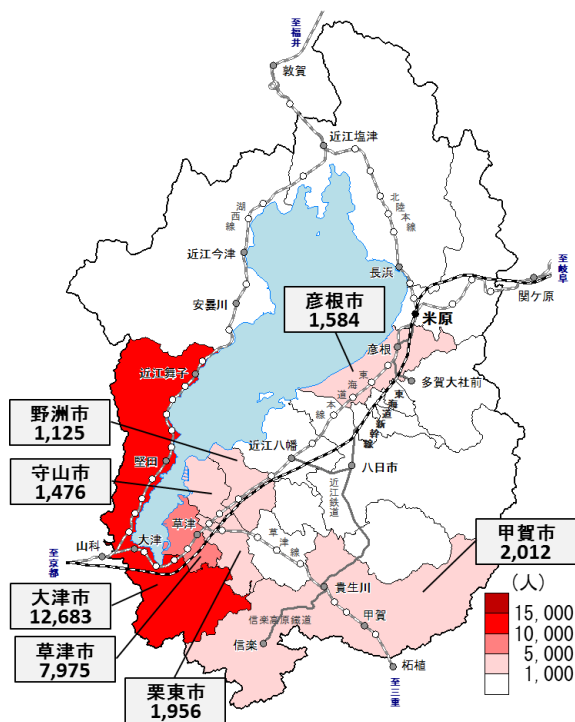 至福井
敦賀
近江塩津
湖西線
北陸本線
近江今津
長浜
至岐阜
関ケ原
安曇川
彦根市
1,584
米原
彦根
近江舞子
多賀大社前
東海道本線
東海道新幹線
野洲市
1,125
近江八幡
八日市
堅田
守山市
1,476
近江鉄道
草津
草津線
甲賀市
2,012
大津
山科
至京都
大津市
12,683
貴生川
甲賀
(人)
15,000
10,000
5,000
1,000
草津市
7,975
信楽高原鐵道
信楽
柘植
至三重
栗東市
1,956